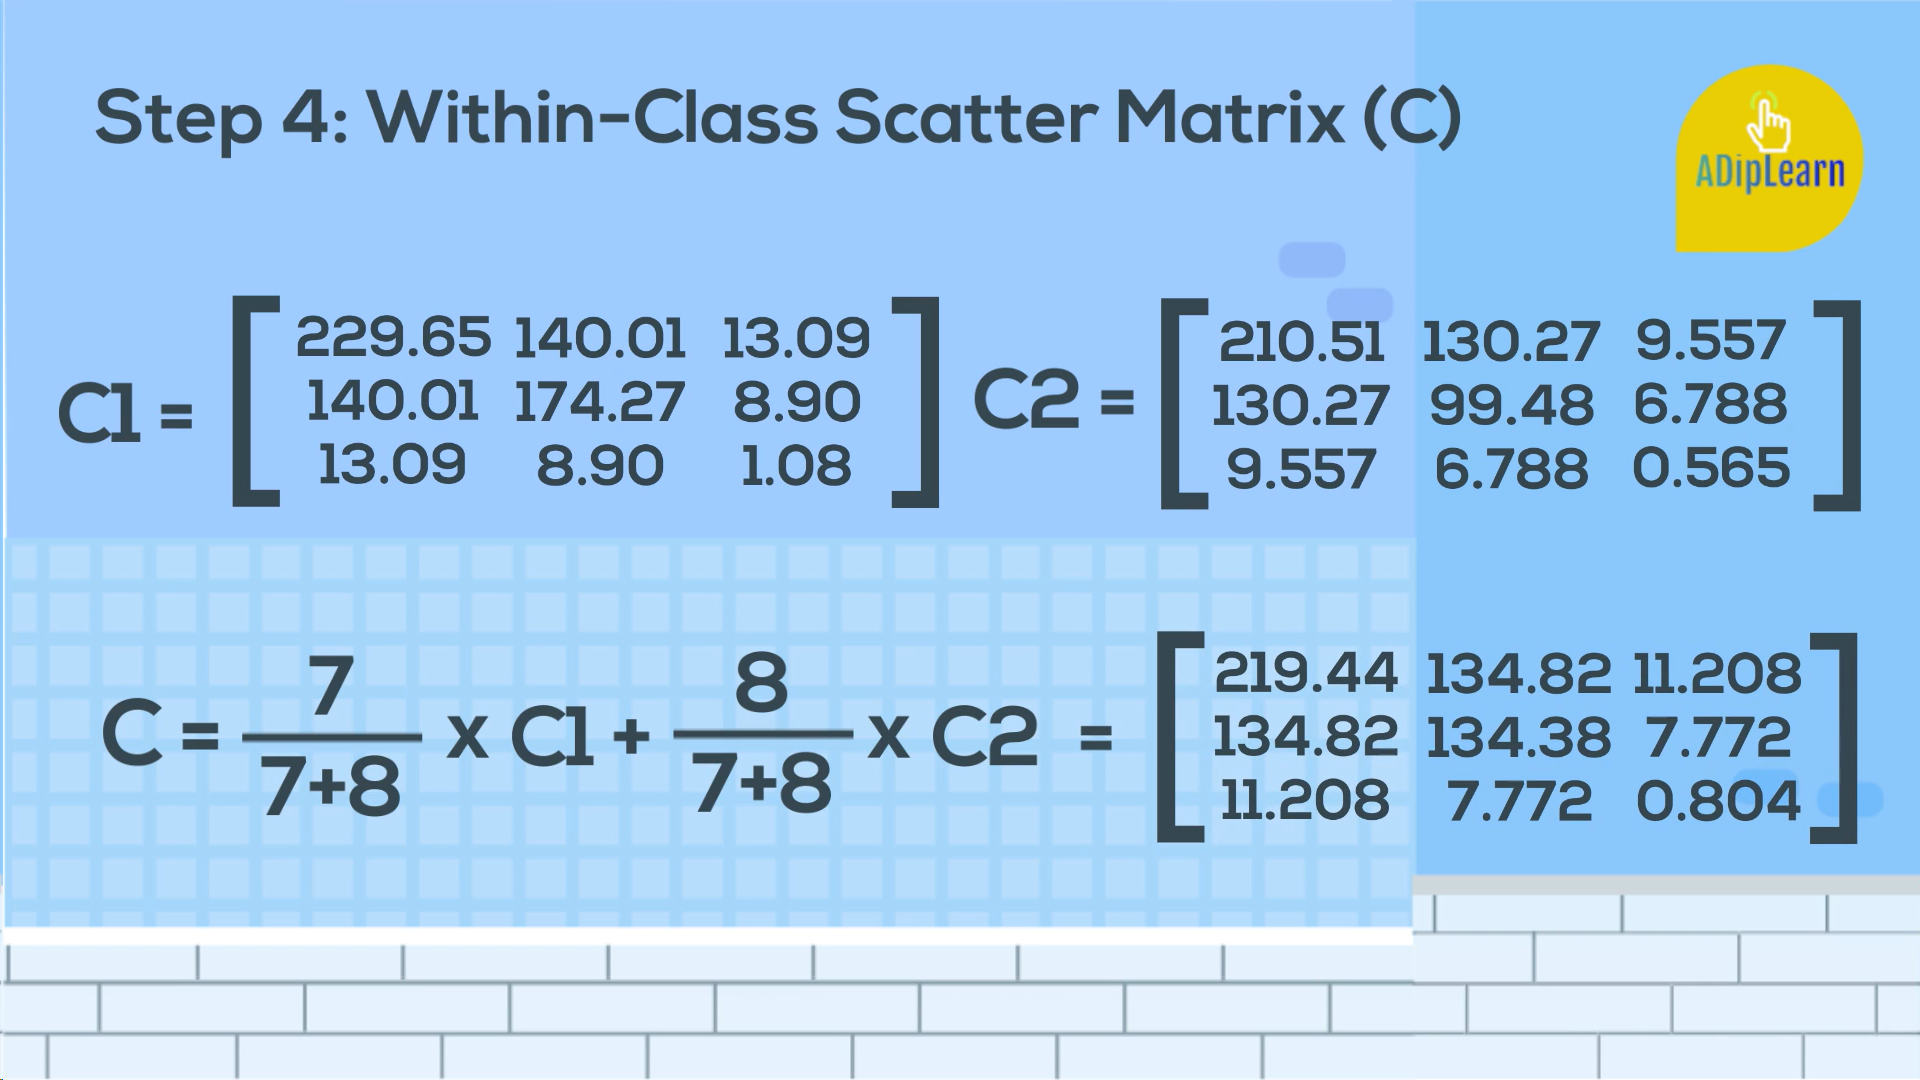 Step 4: Within-Class Scatter Matrix (C)
ADipLearn
C1 = [ 229.65 140.01 13.09
140.01 174.27 8.90
13.09 8.90 1.08 ]
C2 = [ 210.51 130.27 9.557
130.27 99.48 6.788
9.557 6.788 0.565 ]
C = 7 / 7+8 x C1 + 8 / 7+8 x C2 = [ 219.44 134.82 11.208
134.82 134.38 7.772
11.208 7.772 0.804 ]